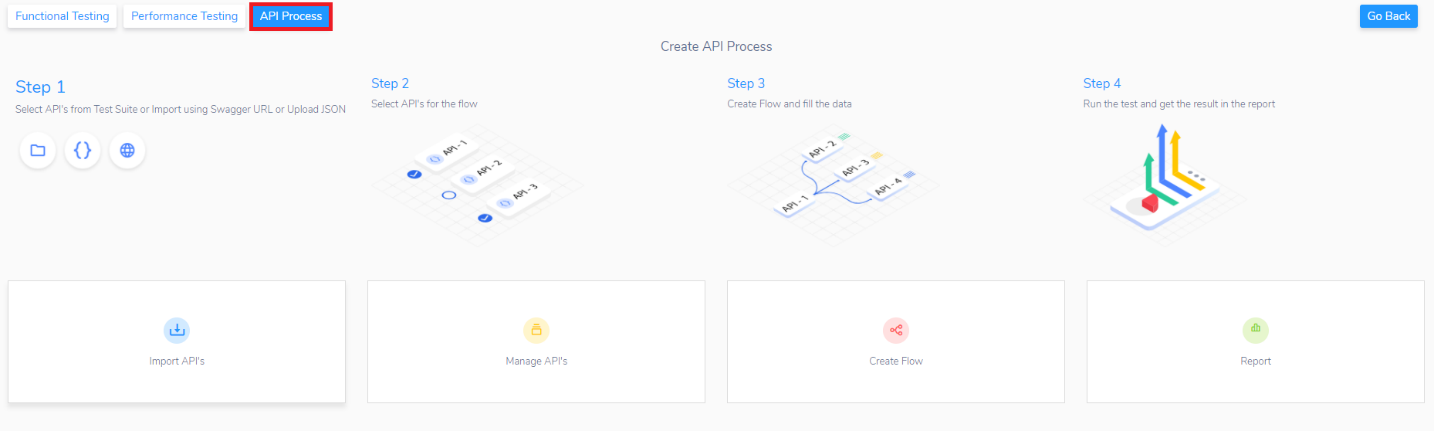 Functional Testing
Performance Testing
API Process
Go Back
Create API Process
Step 1
Select API's from Test Suite or Import using Swagger URL or Upload JSON
Step 2
Select API's for the flow
API - 1
API - 2
API - 3
Step 3
Create Flow and fill the data
API - 2
API - 3
API - 4
API - 1
Step 4
Run the test and get the result in the report
Import API's
Manage API's
Create Flow
Report